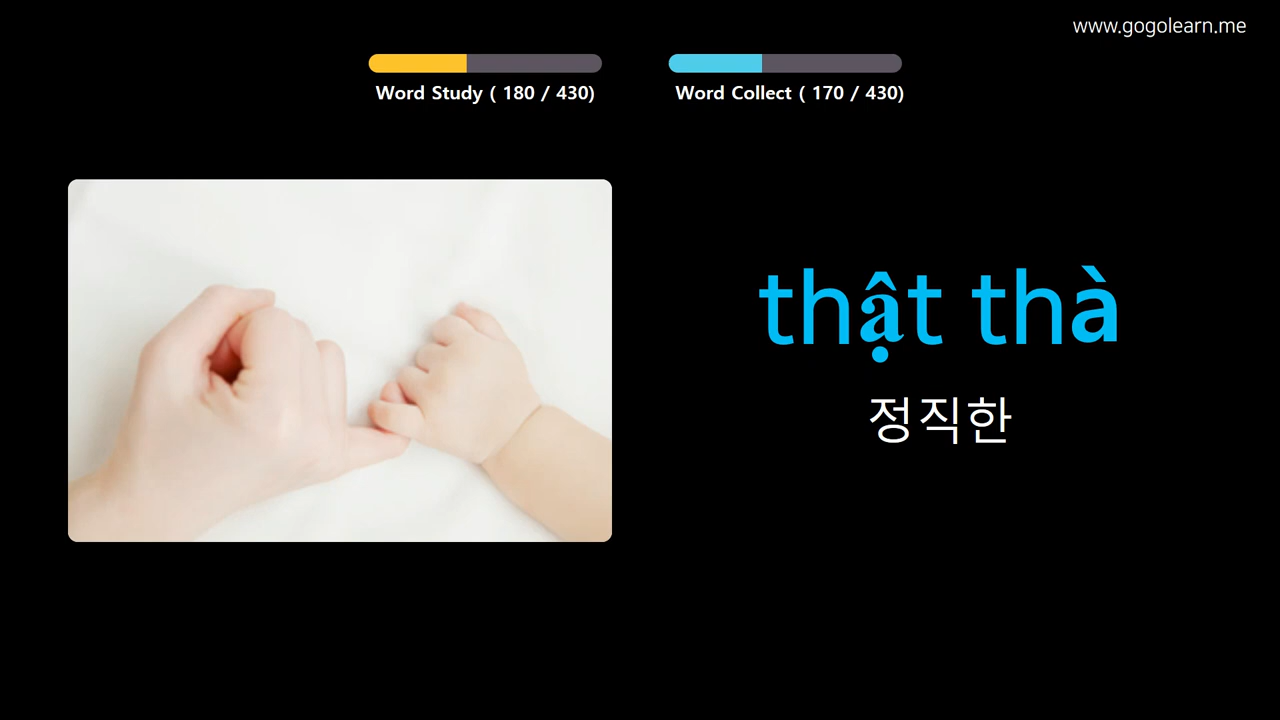 www.gogolearn.me
Word Study ( 180 / 430)
Word Collect ( 170 / 430)
thật thà
정직한